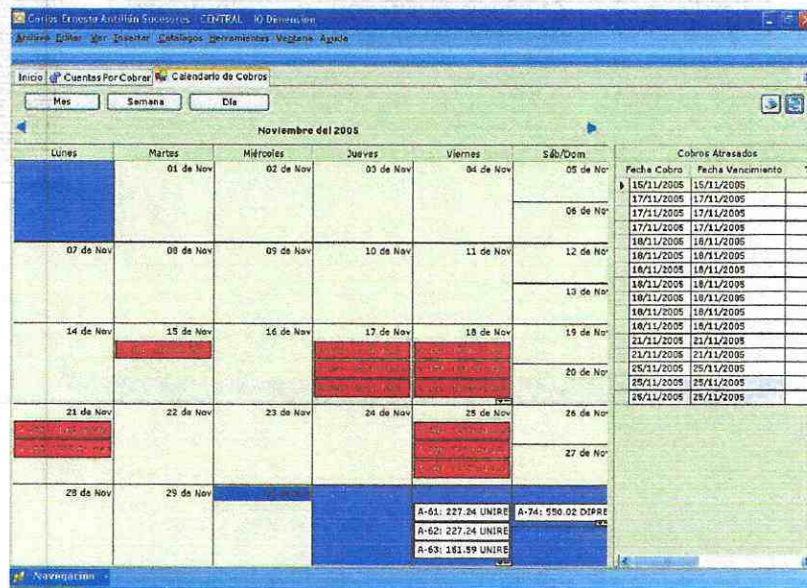 Carlos Ernesto Antillón Sucesores - CENTRAL - IQ Dimension
Archivo Editar Ver Insertar Catalogos Herramientas Ventana Ayuda
Inicio Cuentas Por Cobrar Calendario de Cobros
Mes Semana Día
Noviembre del 2005
Lunes Martes Miércoles Jueves Viernes Sáb/Dom
01 de Nov 02 de Nov 03 de Nov 04 de Nov 05 de Nov
06 de Nov
07 de Nov 08 de Nov 09 de Nov 10 de Nov 11 de Nov 12 de Nov
13 de Nov
14 de Nov 15 de Nov 16 de Nov 17 de Nov 18 de Nov 19 de Nov
20 de Nov
21 de Nov 22 de Nov 23 de Nov 24 de Nov 25 de Nov 26 de Nov
27 de Nov
28 de Nov 29 de Nov
A-61: 227.24 UNIRE A-74: 550.02 DIPRE
A-62: 227.24 UNIRE
A-63: 161.59 UNIRE
Cobros Atrasados
Fecha Cobro Fecha Vencimiento
15/11/2005 15/11/2005
17/11/2005 17/11/2005
17/11/2005 17/11/2005
17/11/2005 17/11/2005
18/11/2005 18/11/2005
18/11/2005 18/11/2005
18/11/2005 18/11/2005
18/11/2005 18/11/2005
18/11/2005 18/11/2005
18/11/2005 18/11/2005
18/11/2005 18/11/2005
21/11/2005 21/11/2005
21/11/2005 21/11/2005
25/11/2005 25/11/2005
25/11/2005 25/11/2005
25/11/2005 25/11/2005
Navegación